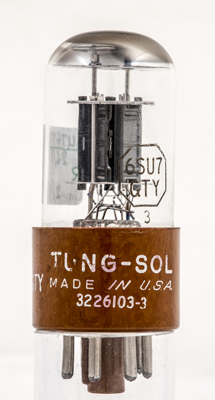 6SU7
GTY
3
TUNG-SOL
TY MADE IN U.S.A.
3226103-3